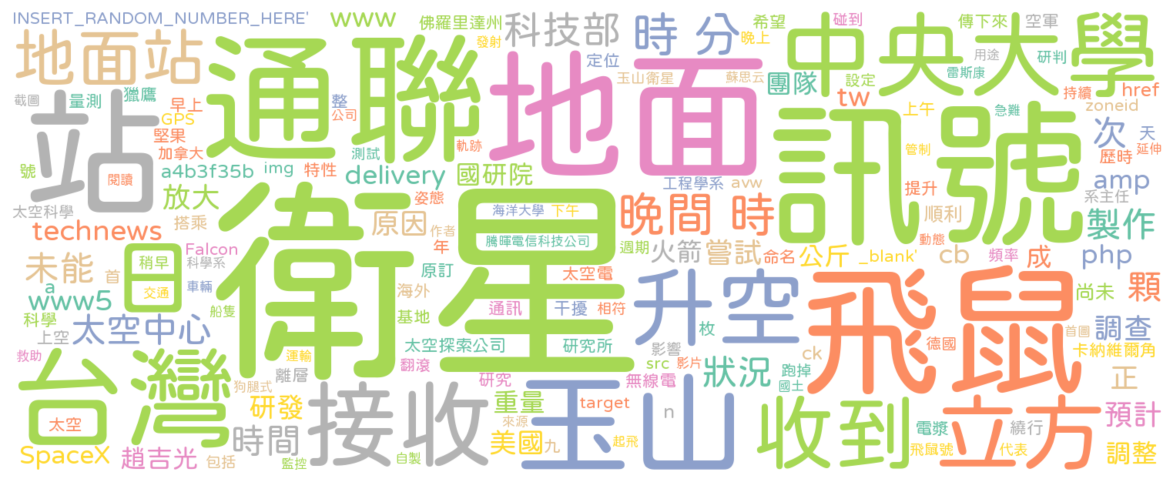 INSERT_RANDOM_NUMBER_HERE'
www
佛羅里達州
發射
科技部
時 分
希望
晚上
碰到
傳下來
空軍
用途
研判
雷斯康
地面站
通聯
地面
定位
玉山衛星
蘇思云
團隊
設定
tw
中央大學
持續
href
zoneid
截圖
量測
獵鷹
早上
整
公司
GPS
堅果
號
加拿大
a4b3f35b
img
特性
測試
軌跡
站
閱讀
訊號
上午
急難
次
天
歷時
延伸
管制
amp
提升
系主任
delivery
國研院
工程學系
avw
太空科學
放大
搭乘
姿態
海洋大學
下午
晚間 時
順利
製作
technews
原因
作者
年
騰暉電信科技公司
衛星
週期
火箭
嘗試
命名
公斤
_blank'
動態
頻率
cb
成
php
Falcon
科學系
未能
首
日
稍早
交通
車輛
原訂
太空電
升空
飛鼠
尚未
顆
www5
a
海外
通訊
干擾
相符
枚
首圖
科學
上空
太空中心
船隻
基地
太空探索公司
研究所
影響
德國
調查
ck
卡納維爾角
救助
台灣
運輸
離層
翻滾
src
影片
跑掉
國土
正
狗腿式
接收
研究
無線電
狀況
太空
研發
重量
target
n
玉山
收到
電漿
立方
繞行
預計
時間
來源
美國
九
起飛
SpaceX
趙吉光
包括
監控
自製
飛鼠號
代表
調整